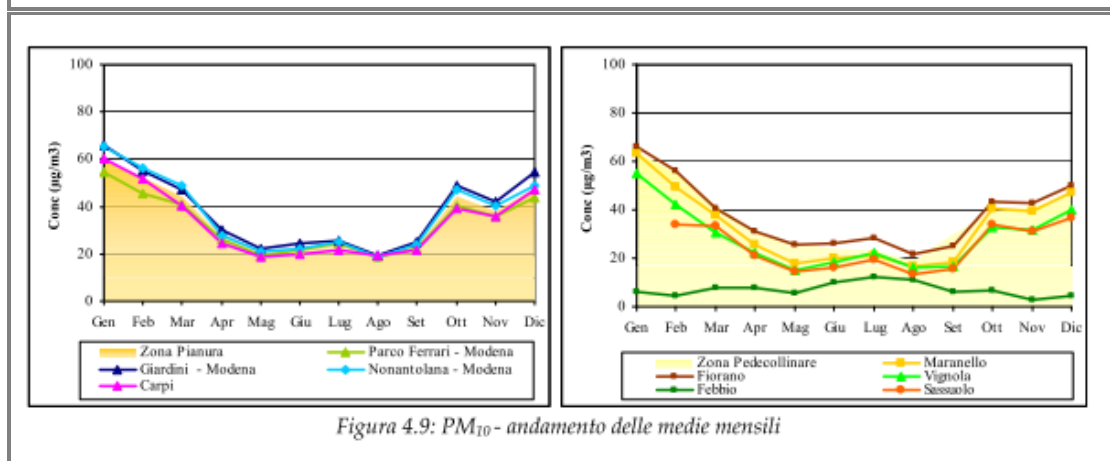 100
80
60
40
20
0
Conc (µg/m3)
Gen Feb Mar Apr Mag Giu Lug Ago Set Ott Nov Dic
Zona Pianura
Parco Ferrari - Modena
Giardini - Modena
Nonantolana - Modena
Carpi
100
80
60
40
20
0
Conc (µg/m3)
Gen Feb Mar Apr Mag Giu Lug Ago Set Ott Nov Dic
Zona Pedecollinare
Maranello
Fiorano
Vignola
Febbio
Sassuolo
Figura 4.9: PM10 - andamento delle medie mensili